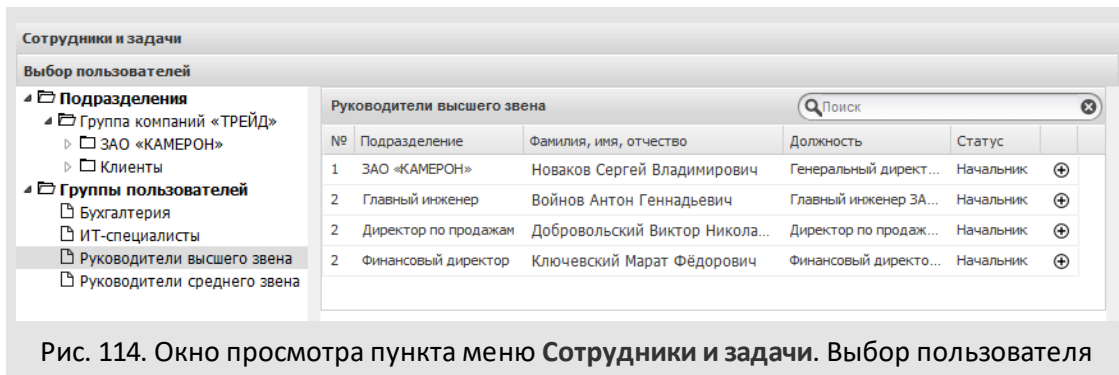 Сотрудники и задачи
Выбор пользователей
Подразделения
Группа компаний «ТРЕЙД»
ЗАО «КАМЕРОН»
Клиенты
Группы пользователей
Бухгалтерия
ИТ-специалисты
Руководители высшего звена
Руководители среднего звена
Руководители высшего звена Поиск
№ Подразделение Фамилия, имя, отчество Должность Статус
1 ЗАО «КАМЕРОН» Новаков Сергей Владимирович Генеральный директ... Начальник
2 Главный инженер Войнов Антон Геннадьевич Главный инженер ЗА... Начальник
2 Директор по продажам Добровольский Виктор Никола... Директор по продаж... Начальник
2 Финансовый директор Ключевский Марат Фёдорович Финансовый директо... Начальник
Рис. 114. Окно просмотра пункта меню Сотрудники и задачи. Выбор пользователя